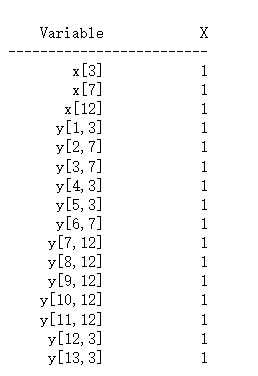 Variable X
-------------------------
x[3] 1
x[7] 1
x[12] 1
y[1,3] 1
y[2,7] 1
y[3,7] 1
y[4,3] 1
y[5,3] 1
y[6,7] 1
y[7,12] 1
y[8,12] 1
y[9,12] 1
y[10,12] 1
y[11,12] 1
y[12,3] 1
y[13,3] 1